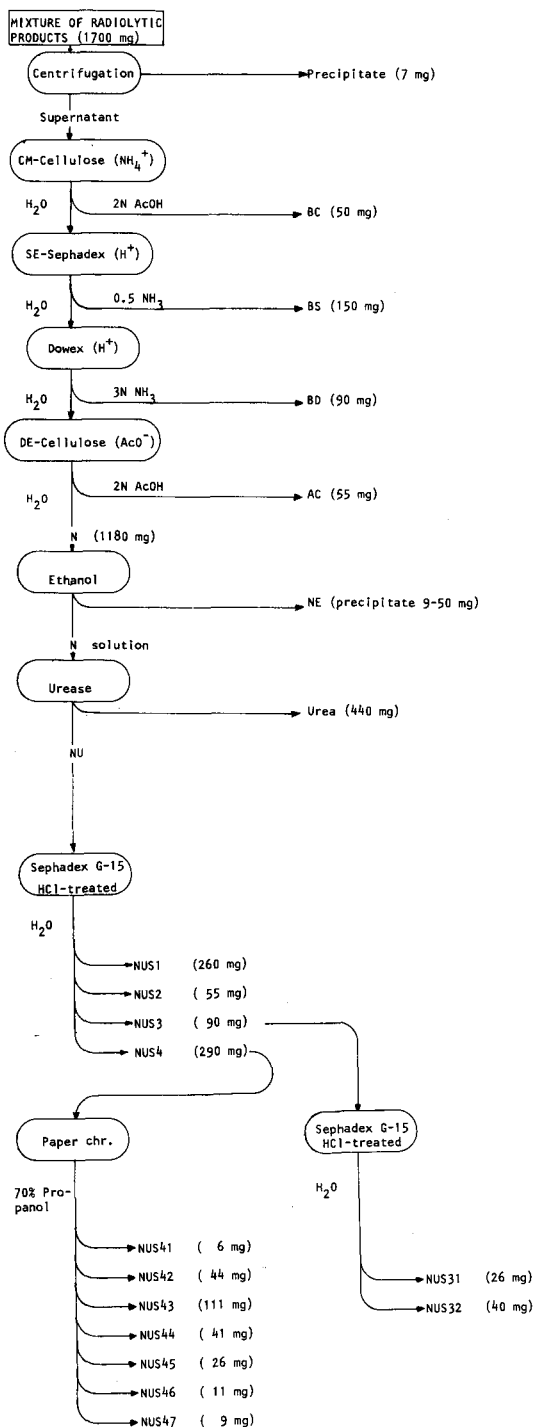 MIXTURE OF RADIOLYTIC
PRODUCTS (1700 mg)
Centrifugation
Precipitate (7 mg)
Supernatant
CM-Cellulose (NH4+)
H2O
2N AcOH
BC (50 mg)
SE-Sephadex (H+)
H2O
0.5 NH3
BS (150 mg)
Dowex (H+)
H2O
3N NH3
BD (90 mg)
DE-Cellulose (AcO-)
H2O
2N AcOH
AC (55 mg)
N (1180 mg)
Ethanol
NE (precipitate 9-50 mg)
N solution
Urease
Urea (440 mg)
NU
Sephadex G-15
HCl-treated
H2O
NUS1 (260 mg)
NUS2 ( 55 mg)
NUS3 ( 90 mg)
NUS4 (290 mg)
Paper chr.
Sephadex G-15
HCl-treated
70% Pro-
panol
H2O
NUS41 ( 6 mg)
NUS42 ( 44 mg)
NUS43 (111 mg)
NUS44 ( 41 mg)
NUS45 ( 26 mg)
NUS46 ( 11 mg)
NUS47 ( 9 mg)
NUS31 (26 mg)
NUS32 (40 mg)